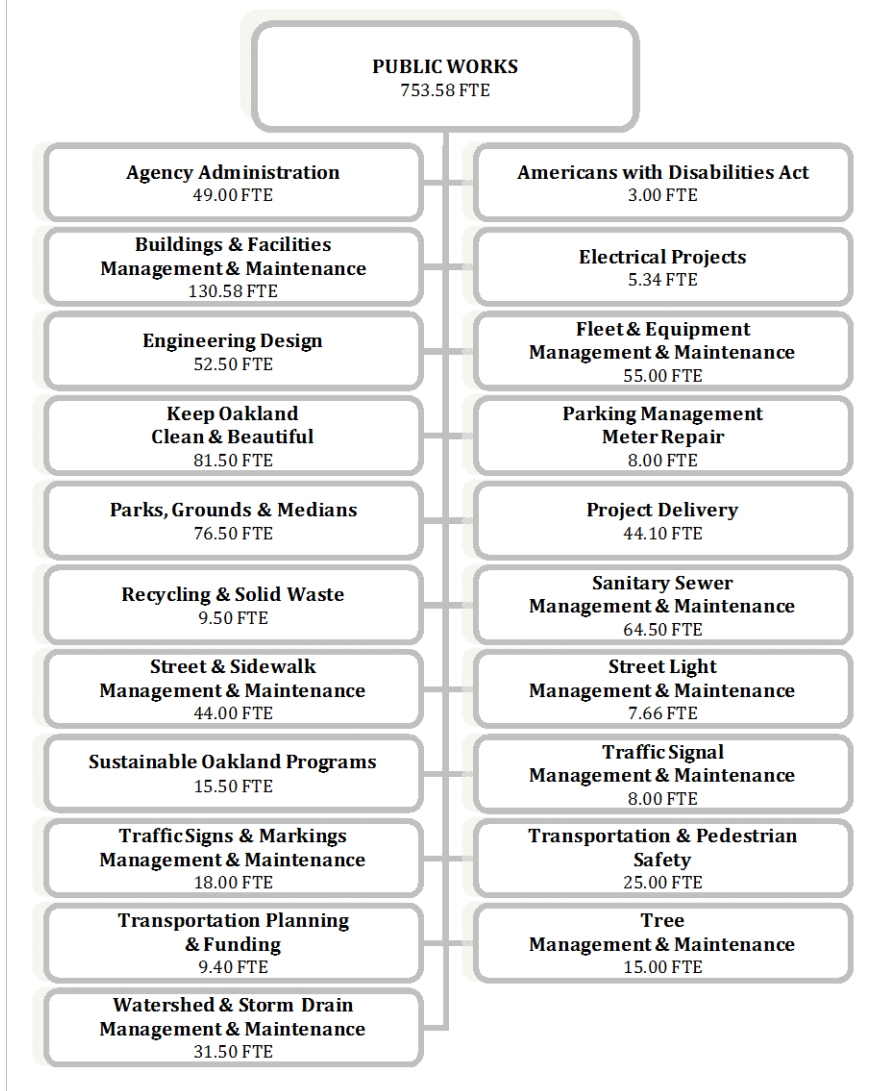 PUBLIC WORKS
753.58 FTE
Agency Administration
49.00 FTE
Americans with Disabilities Act
3.00 FTE
Buildings & Facilities
Management & Maintenance
130.58 FTE
Electrical Projects
5.34 FTE
Engineering Design
52.50 FTE
Fleet & Equipment
Management & Maintenance
55.00 FTE
Keep Oakland
Clean & Beautiful
81.50 FTE
Parking Management
Meter Repair
8.00 FTE
Parks, Grounds & Medians
76.50 FTE
Project Delivery
44.10 FTE
Recycling & Solid Waste
9.50 FTE
Sanitary Sewer
Management & Maintenance
64.50 FTE
Street & Sidewalk
Management & Maintenance
44.00 FTE
Street Light
Management & Maintenance
7.66 FTE
Sustainable Oakland Programs
15.50 FTE
Traffic Signal
Management & Maintenance
8.00 FTE
Traffic Signs & Markings
Management & Maintenance
18.00 FTE
Transportation & Pedestrian
Safety
25.00 FTE
Transportation Planning
& Funding
9.40 FTE
Tree
Management & Maintenance
15.00 FTE
Watershed & Storm Drain
Management & Maintenance
31.50 FTE